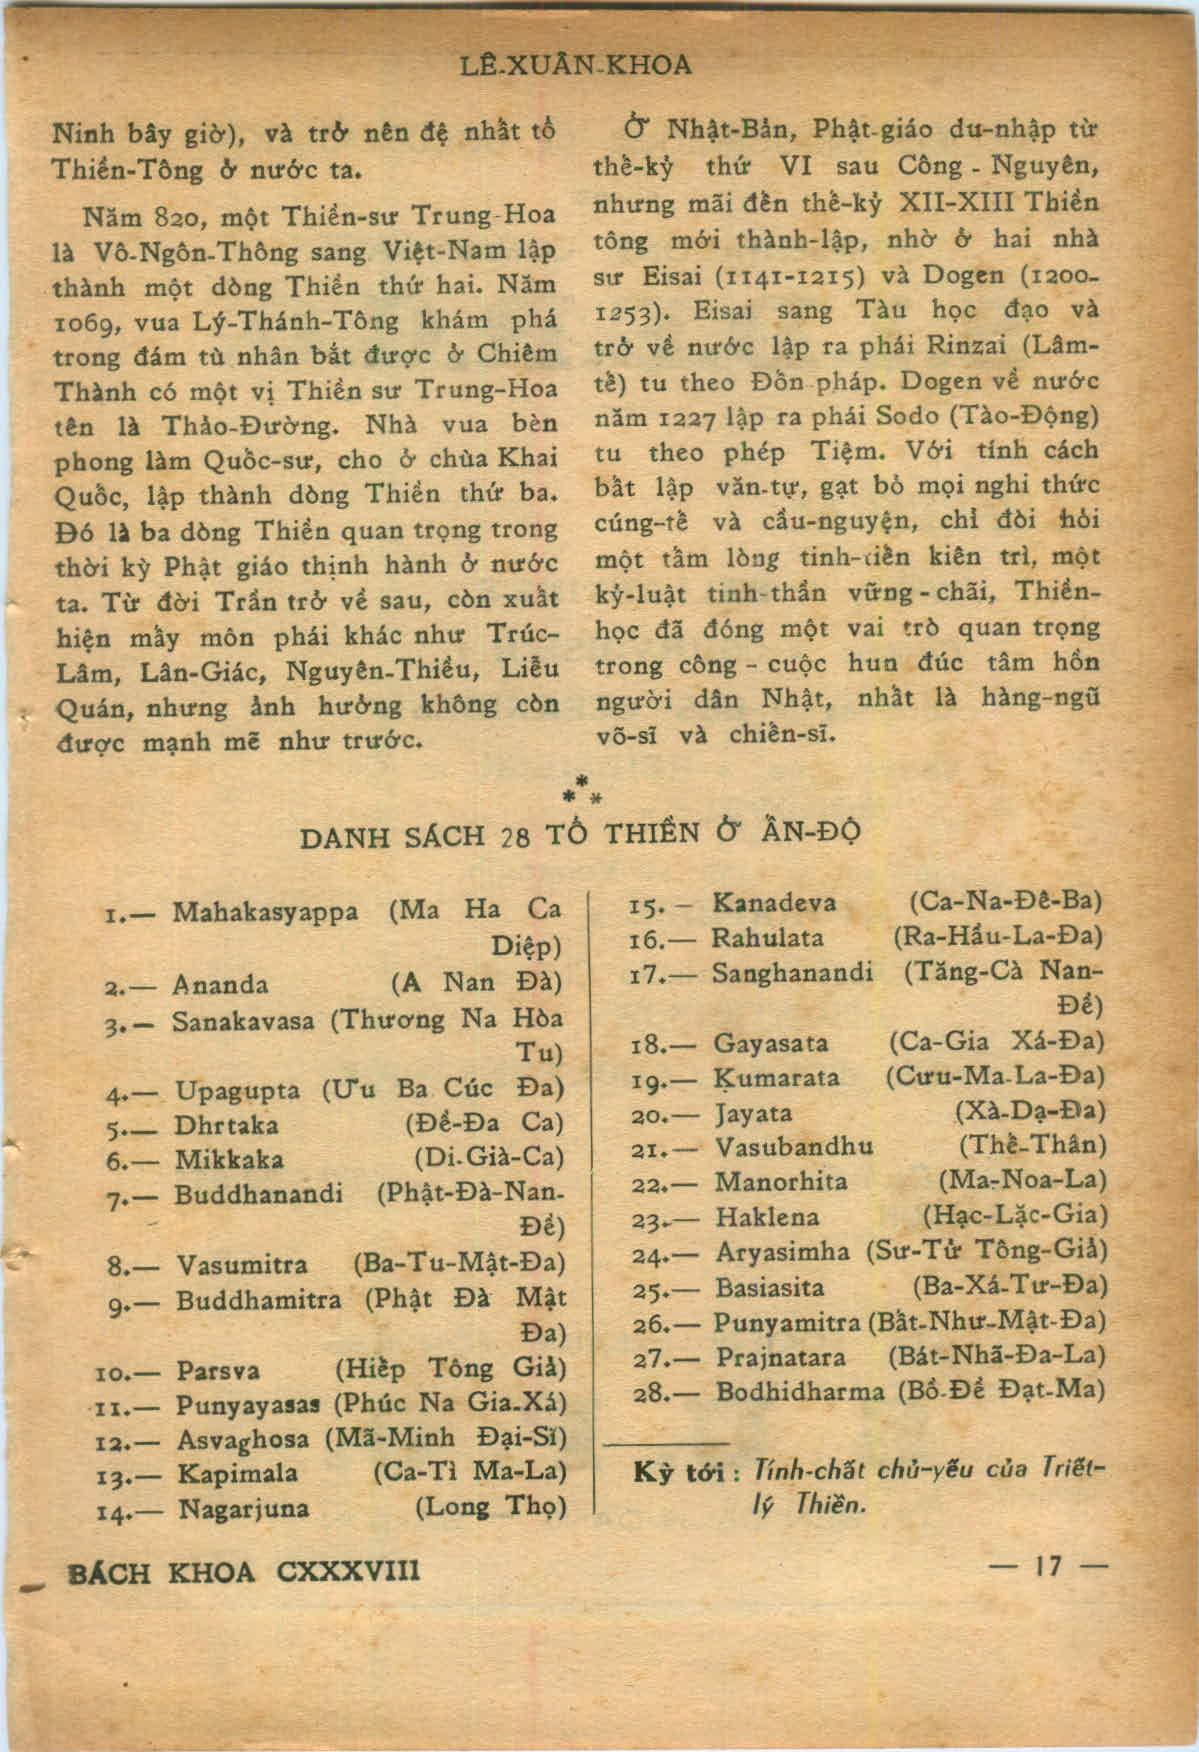 LÊ-XUÂN-KHOA
Ninh bây giờ), và trở nên đệ nhất tổ
Thiền-Tông ở nước ta.
Năm 820, một Thiền-sư Trung-Hoa
là Vô-Ngôn-Thông sang Việt-Nam lập
thành một dòng Thiền thứ hai. Năm
1069, vua Lý-Thánh-Tông khám phá
trong đám tù nhân bắt được ở Chiêm
Thành có một vị Thiền sư Trung-Hoa
tên là Thảo-Đường. Nhà vua bèn
phong làm Quốc-sư, cho ở chùa Khai
Quốc, lập thành dòng Thiền thứ ba.
Đó là ba dòng Thiền quan trọng trong
thời kỳ Phật giáo thịnh hành ở nước
ta. Từ đời Trần trở về sau, còn xuất
hiện mấy môn phái khác như Trúc-
Lâm, Lân-Giác, Nguyên-Thiều, Liễu
Quán, nhưng ảnh hưởng không còn
được mạnh mẽ như trước.
Ở Nhật-Bản, Phật-giáo du-nhập từ
thế-kỷ thứ VI sau Công - Nguyên,
nhưng mãi đến thế-kỷ XII-XIII Thiền
tông mới thành-lập, nhờ ở hai nhà
sư Eisai (1141-1215) và Dogen (1200-
1253). Eisai sang Tàu học đạo và
trở về nước lập ra phái Rinzai (Lâm-
tế) tu theo Đốn pháp. Dogen về nước
năm 1227 lập ra phái Sodo (Tào-Động)
tu theo phép Tiệm. Với tính cách
bất lập văn-tự, gạt bỏ mọi nghi thức
cúng-tế và cầu-nguyện, chỉ đòi hỏi
một tấm lòng tinh-tiến kiên trì, một
kỷ-luật tinh-thần vững-chãi, Thiền-
học đã đóng một vai trò quan trọng
trong công - cuộc hun đúc tâm hồn
người dân Nhật, nhất là hàng-ngũ
võ-sĩ và chiến-sĩ.
* * *
DANH SÁCH 28 TỔ THIỀN Ở ẤN-ĐỘ
1.— Mahakasyappa (Ma Ha Ca
Diệp)
2.— Ananda (A Nan Đà)
3.— Sanakavasa (Thương Na Hòa
Tu)
4.— Upagupta (Ưu Ba Cúc Đa)
5.— Dhrtaka (Đề-Đa Ca)
6.— Mikkaka (Di-Già-Ca)
7.— Buddhanandi (Phật-Đà-Nan-
Đề)
8.— Vasumitra (Ba-Tu-Mật-Đa)
9.— Buddhamitra (Phật Đà Mật
Đa)
10.— Parsva (Hiếp Tông Giả)
11.— Punyayasas (Phúc Na Gia-Xá)
12.— Asvaghosa (Mã-Minh Đại-Sĩ)
13.— Kapimala (Ca-Tì Ma-La)
14.— Nagarjuna (Long Thọ)
15.— Kanadeva (Ca-Na-Đê-Ba)
16.— Rahulata (Ra-Hầu-La-Đa)
17.— Sanghanandi (Tăng-Cà Nan-
Đề)
18.— Gayasata (Ca-Gia Xá-Đa)
19.— Kumarata (Cưu-Ma-La-Đa)
20.— Jayata (Xà-Dạ-Đa)
21.— Vasubandhu (Thế-Thân)
22.— Manorhita (Ma-Noa-La)
23.— Haklena (Hạc-Lặc-Gia)
24.— Aryasimha (Sư-Tử Tông-Giả)
25.— Basiasita (Ba-Xá-Tư-Đa)
26.— Punyamitra (Bất-Như-Mật-Đa)
27.— Prajnatara (Bát-Nhã-Đa-La)
28.— Bodhidharma (Bồ-Đề Đạt-Ma)
Kỳ tới : Tính-chất chủ-yếu của Triết-
lý Thiền.
BÁCH KHOA CXXXVIII
— 17 —